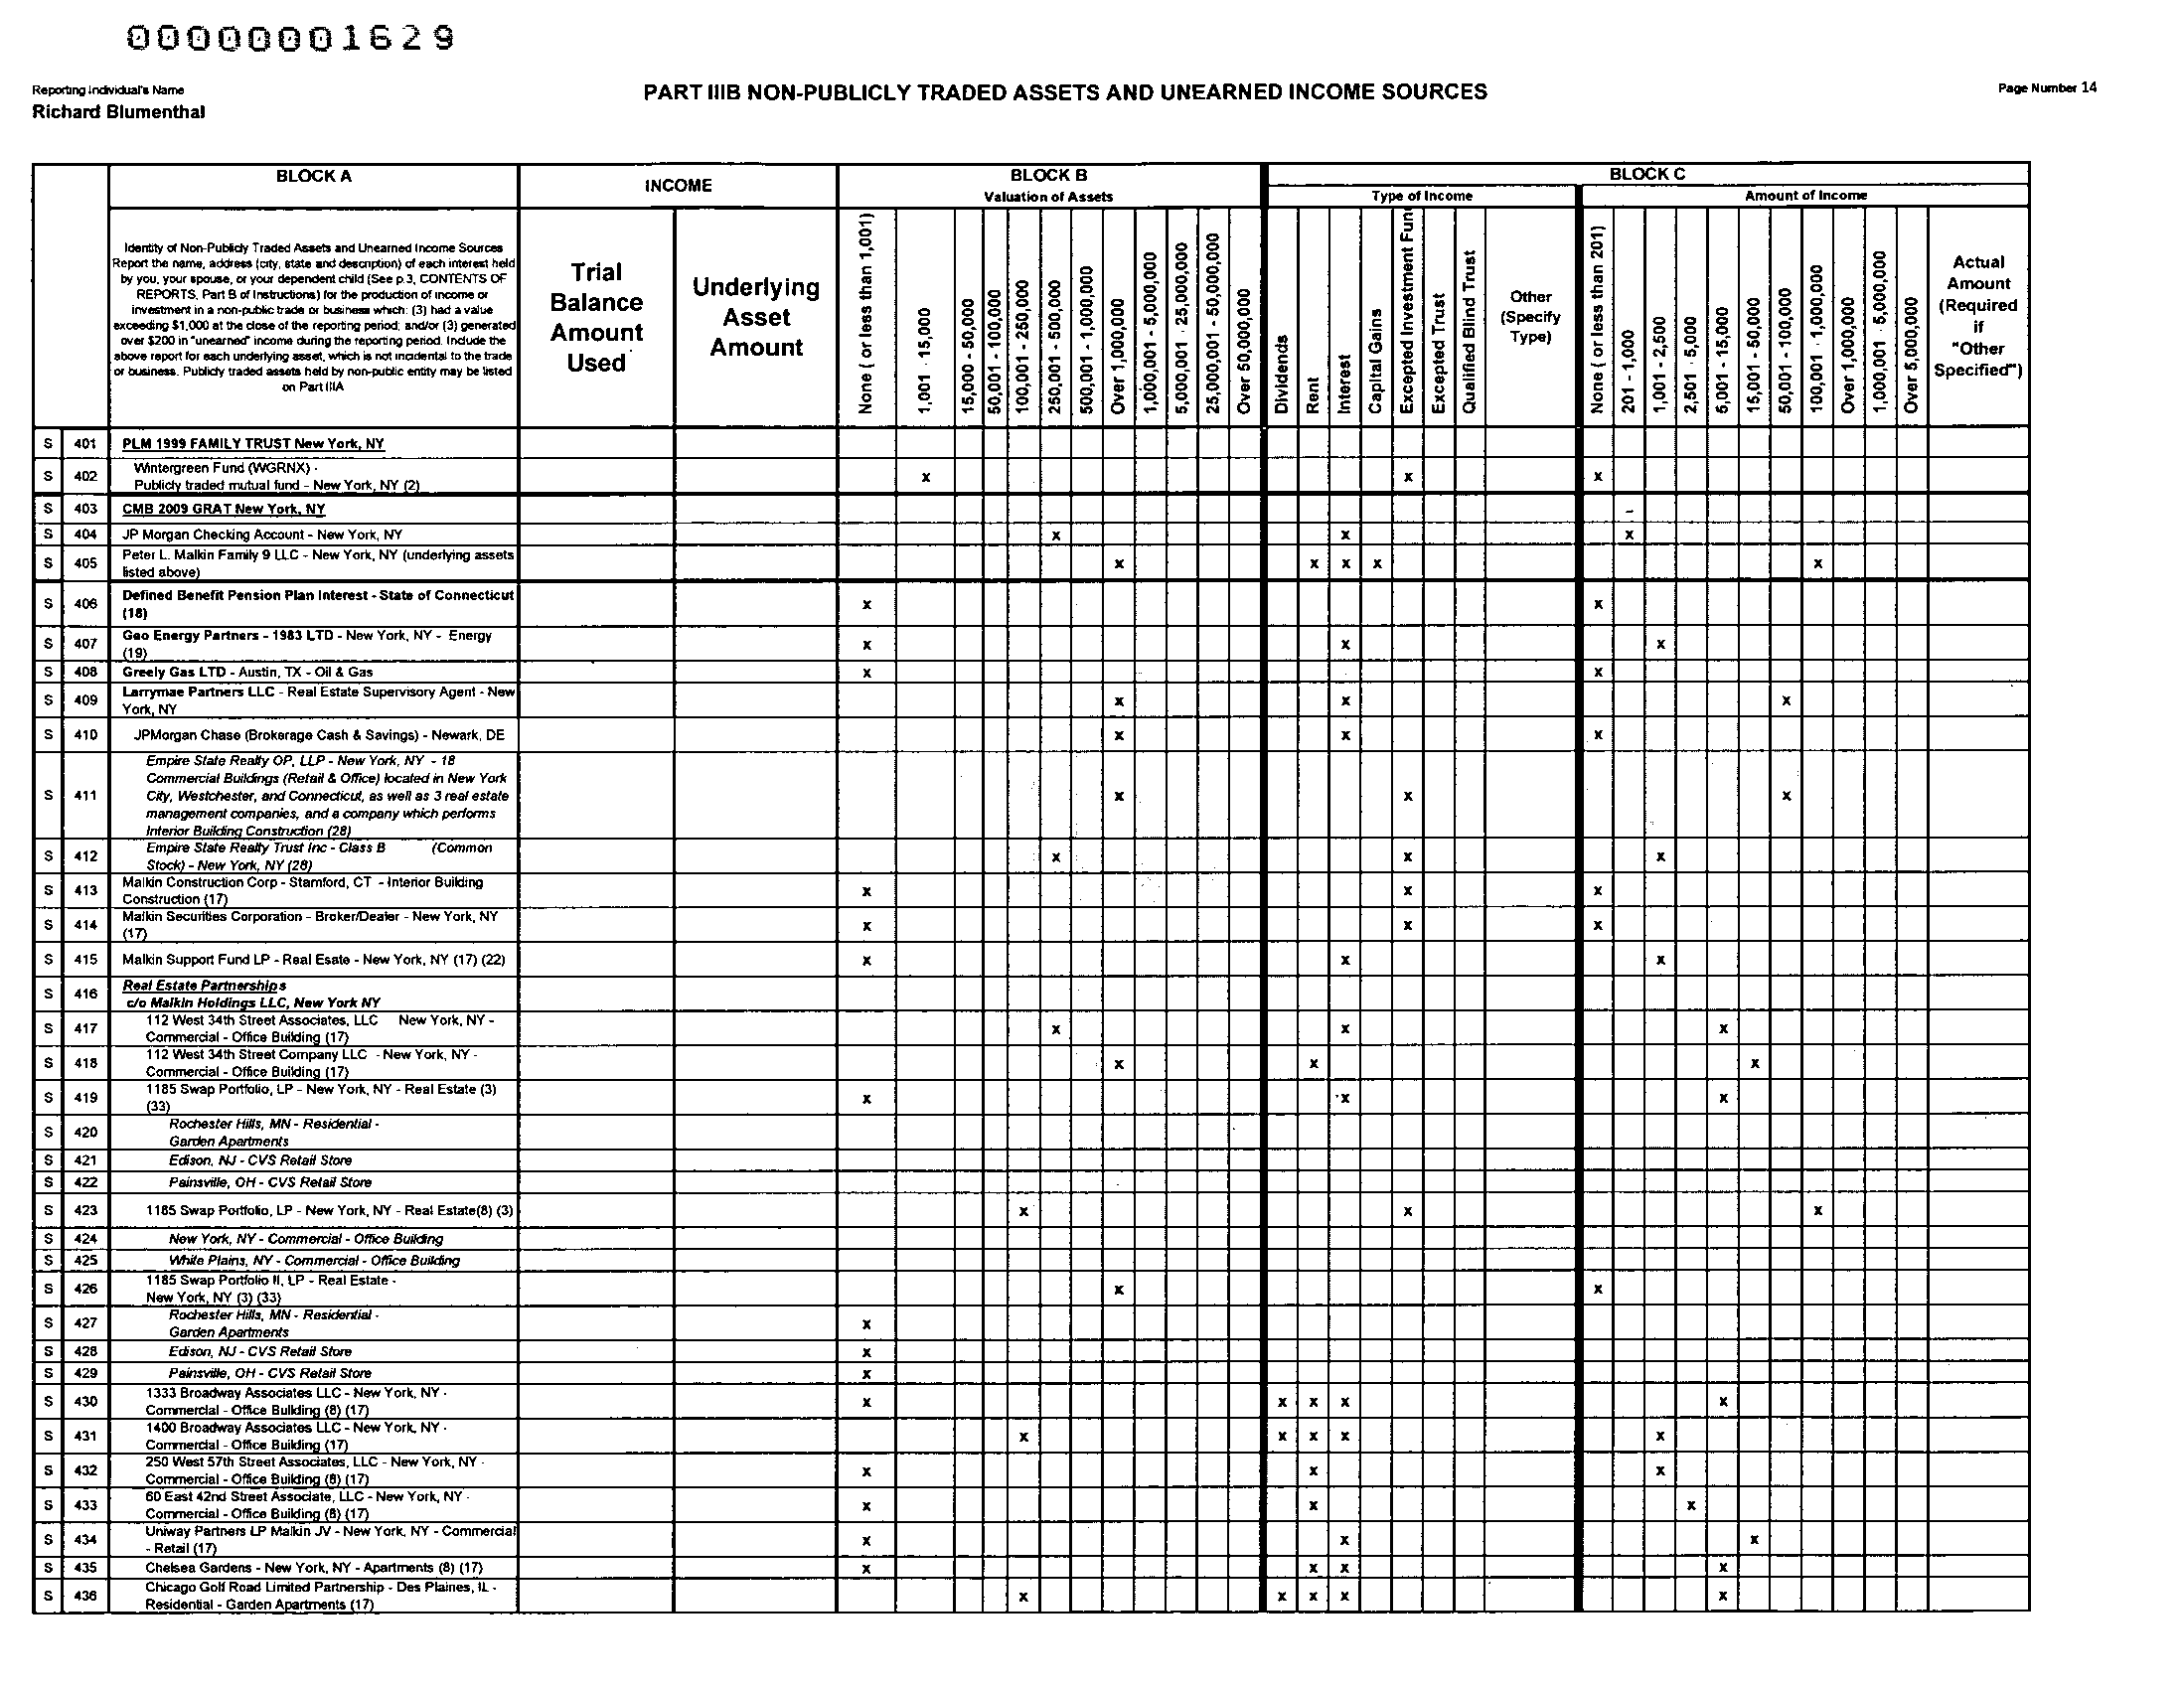 00000001629
Reporting Individual's Name
Richard Blumenthal
PART IIIB NON-PUBLICLY TRADED ASSETS AND UNEARNED INCOME SOURCES
Page Number 14
BLOCK A
INCOME
BLOCK B
Valuation of Assets
BLOCK C
Type of Income
Amount of Income
Identity of Non-Publicly Traded Assets and Unearned Income Sources
Report the name, address (city, state and description) of each interest held
by you, your spouse, or your dependent child (See p.3, CONTENTS OF
REPORTS, Part B of Instructions) for the production of income or
investment in a non-public trade or business which: (3) had a value
exceeding $1,000 at the close of the reporting period; and/or (3) generated
over $200 in "unearned" income during the reporting period. Include the
above report for each underlying asset, which is not incidental to the trade
or business. Publicly traded assets held by non-public entity may be listed
on Part IIIA
Trial
Balance
Amount
Used
Underlying
Asset
Amount
None ( or less than 1,001)
1,001 - 15,000
15,000 - 50,000
50,001 - 100,000
100,001 - 250,000
250,001 - 500,000
500,001 - 1,000,000
Over 1,000,000
1,000,001 - 5,000,000
5,000,001 - 25,000,000
25,000,001 - 50,000,000
Over 50,000,000
Dividends
Rent
Interest
Capital Gains
Excepted Investment Fund
Excepted Trust
Qualified Blind Trust
Other
(Specify
Type)
None ( or less than 201)
201 - 1,000
1,001 - 2,500
2,501 - 5,000
5,001 - 15,000
15,001 - 50,000
50,001 - 100,000
100,001 - 1,000,000
Over 1,000,000
1,000,001 - 5,000,000
Over 5,000,000
Actual
Amount
(Required
if
"Other
Specified")
S 401 PLM 1999 FAMILY TRUST New York, NY
S 402 Wintergreen Fund (WGRNX) -
Publicly traded mutual fund - New York, NY (2) x x x
S 403 CMB 2009 GRAT New York, NY
S 404 JP Morgan Checking Account - New York, NY x x x
S 405 Peter L. Malkin Family 9 LLC - New York, NY (underlying assets
listed above) x x x x x
S 406 Defined Benefit Pension Plan Interest - State of Connecticut
(18) x x
S 407 Geo Energy Partners - 1983 LTD - New York, NY - Energy
(19) x x x
S 408 Greely Gas LTD - Austin, TX - Oil & Gas x x
S 409 Larrymae Partners LLC - Real Estate Supervisory Agent - New
York, NY x x x
S 410 JPMorgan Chase (Brokerage Cash & Savings) - Newark, DE x x x
S 411 Empire State Realty OP, LLP - New York, NY - 18
Commercial Buildings (Retail & Office) located in New York
City, Westchester, and Connecticut, as well as 3 real estate
management companies, and a company which performs
Interior Building Construction (28) x x x
S 412 Empire State Realty Trust Inc - Class B (Common
Stock) - New York, NY (28) x x x
S 413 Malkin Construction Corp - Stamford, CT - Interior Building
Construction (17) x x x
S 414 Malkin Securities Corporation - Broker/Dealer - New York, NY
(17) x x x
S 415 Malkin Support Fund LP - Real Esate - New York, NY (17) (22) x x x
S 416 Real Estate Partnerships
c/o Malkin Holdings LLC, New York NY
S 417 112 West 34th Street Associates, LLC New York, NY -
Commercial - Office Building (17) x x x
S 418 112 West 34th Street Company LLC - New York, NY -
Commercial - Office Building (17) x x x
S 419 1185 Swap Portfolio, LP - New York, NY - Real Estate (3)
(33) x x x
S 420 Rochester Hills, MN - Residential -
Garden Apartments
S 421 Edison, NJ - CVS Retail Store
S 422 Painsville, OH - CVS Retail Store
S 423 1185 Swap Portfolio, LP - New York, NY - Real Estate(8) (3) x x x
S 424 New York, NY - Commercial - Office Building
S 425 White Plains, NY - Commercial - Office Building
S 426 1185 Swap Portfolio II, LP - Real Estate -
New York, NY (3) (33) x x
S 427 Rochester Hills, MN - Residential -
Garden Apartments x
S 428 Edison, NJ - CVS Retail Store x
S 429 Painsville, OH - CVS Retail Store x
S 430 1333 Broadway Associates LLC - New York, NY -
Commercial - Office Building (8) (17) x x x x x
S 431 1400 Broadway Associates LLC - New York, NY -
Commercial - Office Building (17) x x x x x
S 432 250 West 57th Street Associates, LLC - New York, NY -
Commercial - Office Building (8) (17) x x x
S 433 60 East 42nd Street Associate, LLC - New York, NY -
Commercial - Office Building (8) (17) x x x
S 434 Uniway Partners LP Malkin JV - New York, NY - Commercial
- Retail (17) x x x
S 435 Chelsea Gardens - New York, NY - Apartments (8) (17) x x x x
S 436 Chicago Golf Road Limited Partnership - Des Plaines, IL -
Residential - Garden Apartments (17) x x x x x